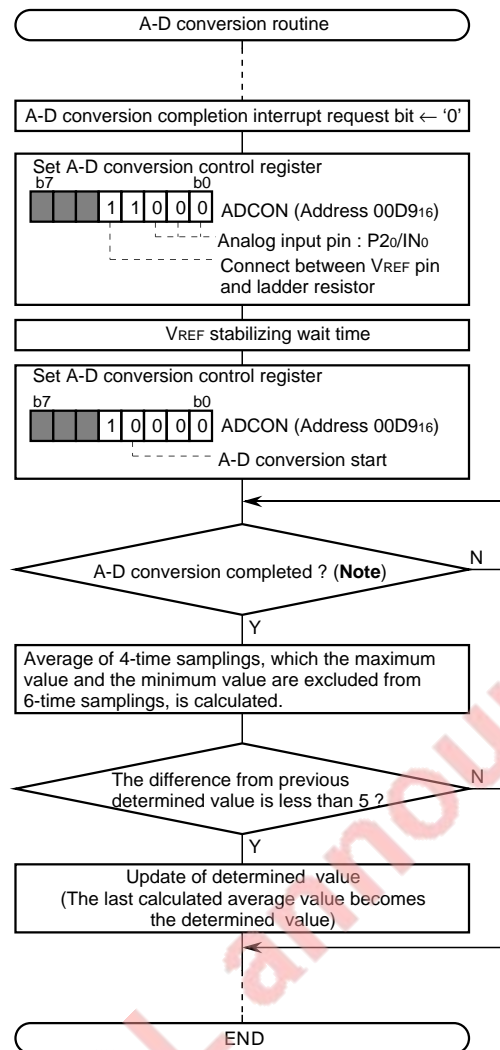 A-D conversion routine
A-D conversion completion interrupt request bit ← ‘0’
Set A-D conversion control register
b7 b0
1 1 0 0 0 ADCON (Address 00D916)
Analog input pin : P20/IN0
Connect between VREF pin
and ladder resistor
VREF stabilizing wait time
Set A-D conversion control register
b7 b0
1 0 0 0 0 ADCON (Address 00D916)
A-D conversion start
A-D conversion completed ? (Note)
N
Y
Average of 4-time samplings, which the maximum
value and the minimum value are excluded from
6-time samplings, is calculated.
The difference from previous
determined value is less than 5 ?
N
Y
Update of determined value
(The last calculated average value becomes
the determined value)
END